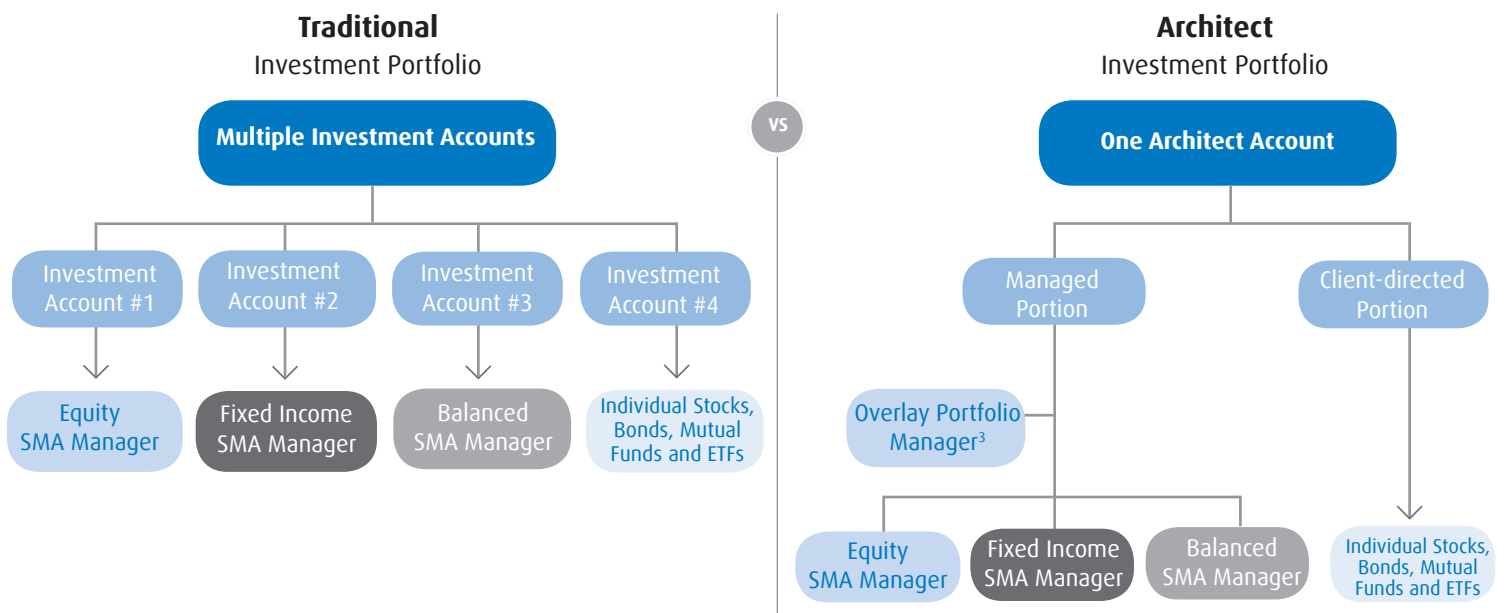 Traditional
Investment Portfolio
Multiple Investment Accounts
Investment
Account #1
Investment
Account #2
Investment
Account #3
Investment
Account #4
Equity
SMA Manager
Fixed Income
SMA Manager
Balanced
SMA Manager
Individual Stocks,
Bonds, Mutual
Funds and ETFs
VS
Architect
Investment Portfolio
One Architect Account
Managed
Portion
Client-directed
Portion
Overlay Portfolio
Manager³
Equity
SMA Manager
Fixed Income
SMA Manager
Balanced
SMA Manager
Individual Stocks,
Bonds, Mutual
Funds and ETFs